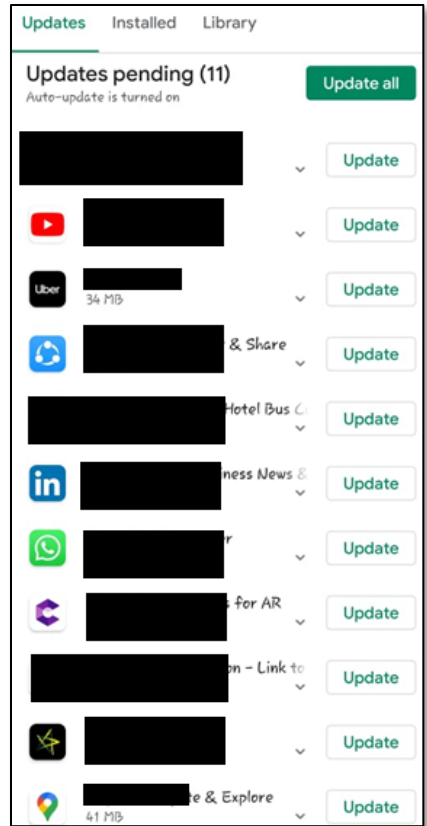 Updates Installed Library
Updates pending (11)
Update all
Auto-update is turned on
Update
Update
Uber
34 MB
Update
& Share
Update
Hotel Bus
Update
in
iness News &
Update
r
Update
for AR
Update
on – Link to
Update
Update
te & Explore
41 MB
Update